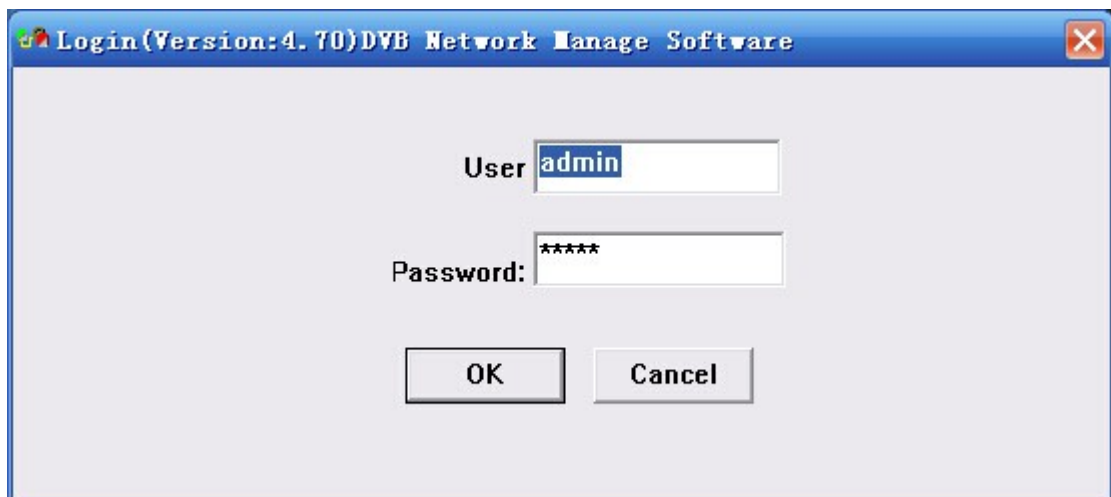 Login(Version:4.70)DVB Network Manage Software
User admin
Password: *****
OK Cancel